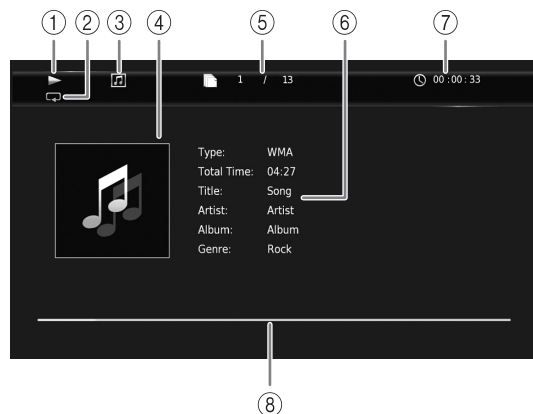 ① ② ③ ④ ⑤ ⑥ ⑦
1 / 13 00:00:33
Type: WMA
Total Time: 04:27
Title: Song
Artist: Artist
Album: Album
Genre: Rock
⑧